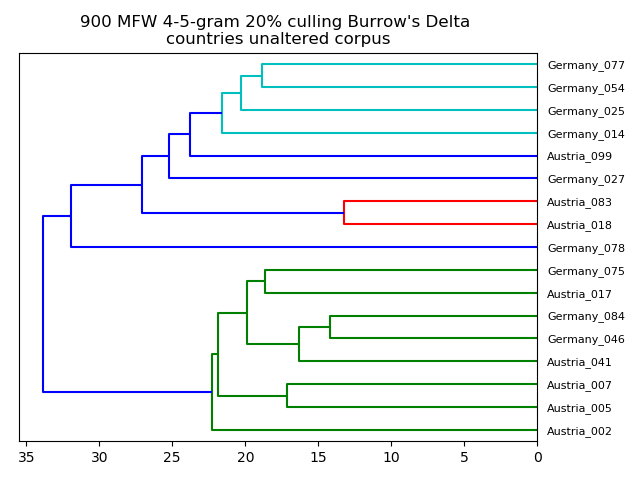 900 MFW 4-5-gram 20% culling Burrow's Delta
countries unaltered corpus
Germany_077
Germany_054
Germany_025
Germany_014
Austria_099
Germany_027
Austria_083
Austria_018
Germany_078
Germany_075
Austria_017
Germany_084
Germany_046
Austria_041
Austria_007
Austria_005
Austria_002
35 30 25 20 15 10 5 0